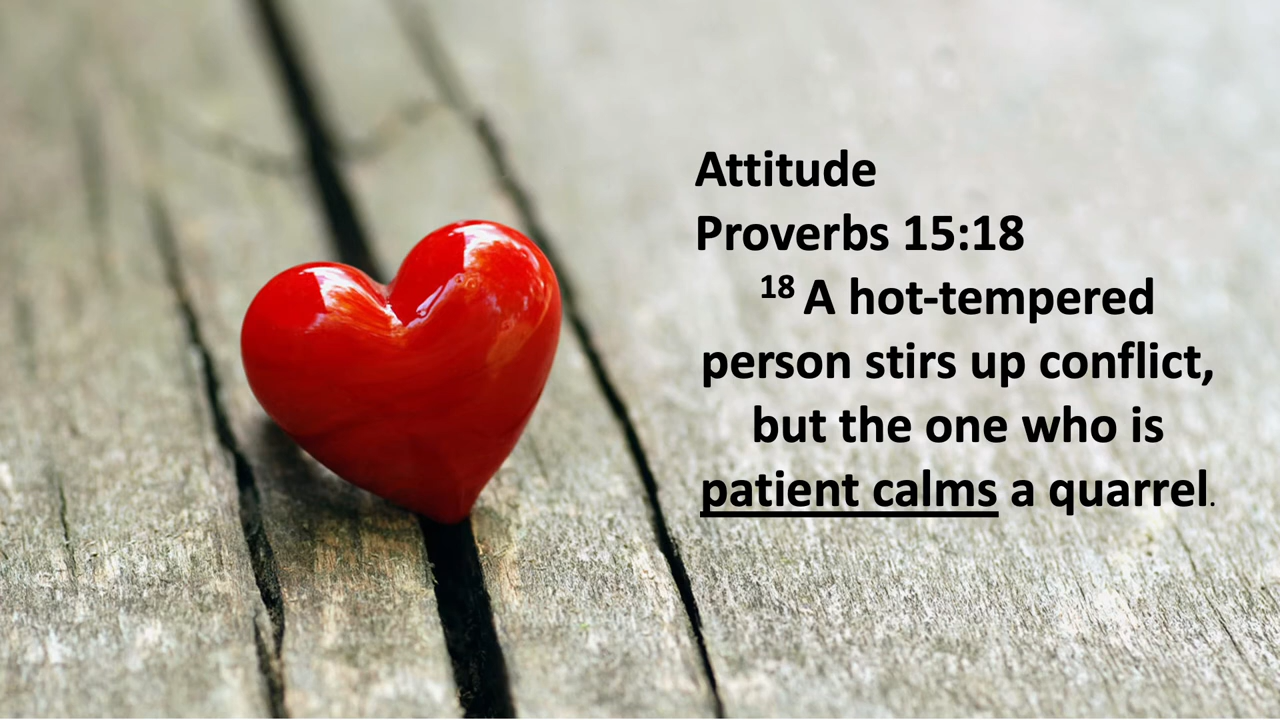 Attitude
Proverbs 15:18
18 A hot-tempered
person stirs up conflict,
but the one who is
patient calms a quarrel.